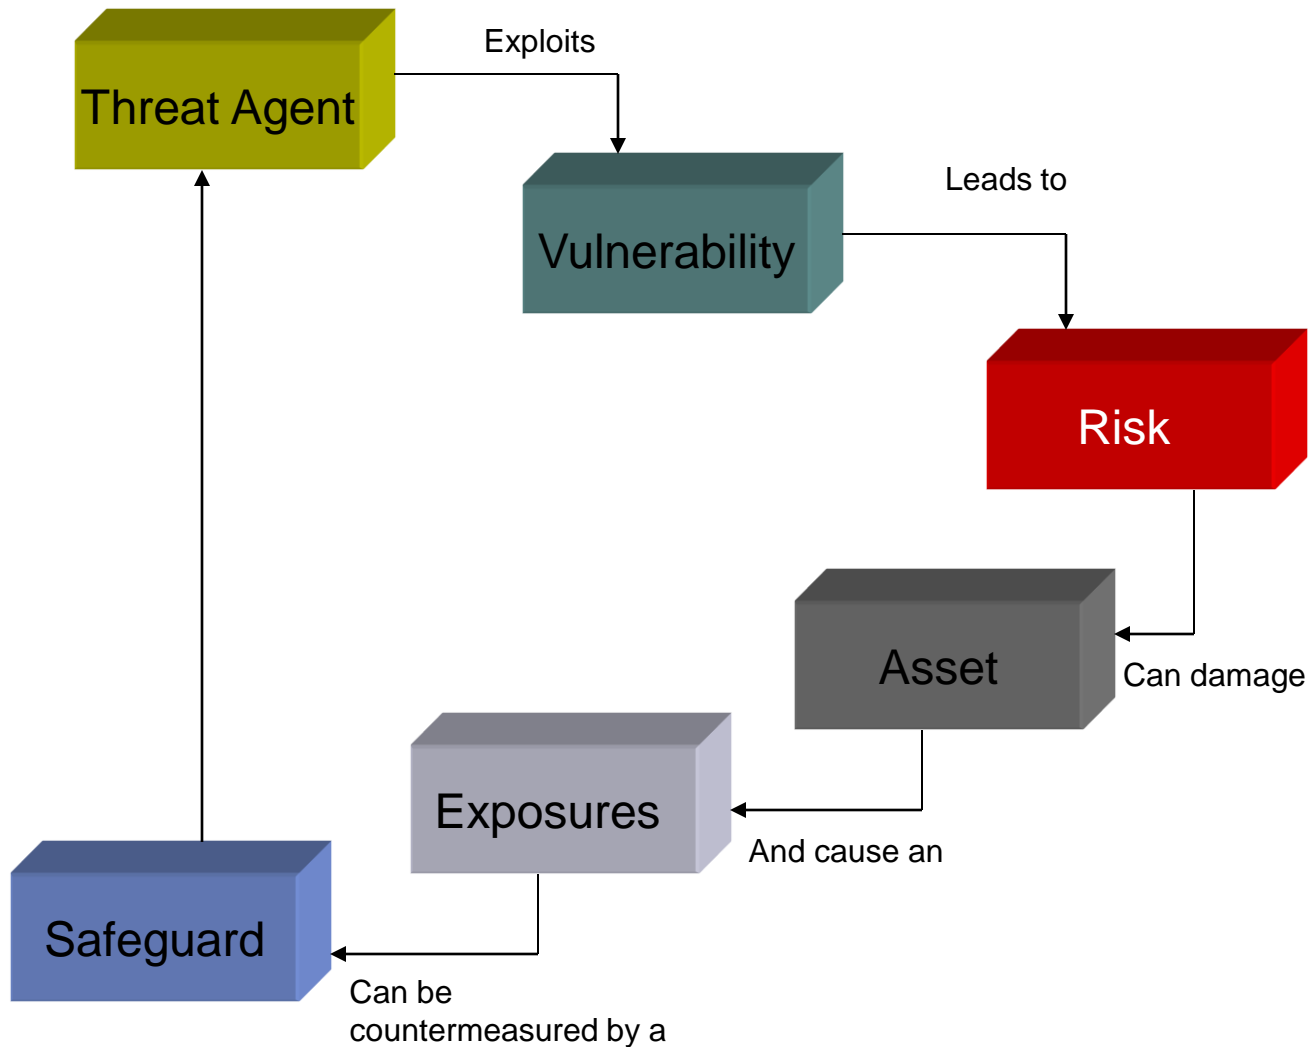 Exploits
Threat Agent
Leads to
Vulnerability
Risk
Asset
Can damage
Exposures
And cause an
Safeguard
Can be
countermeasured by a